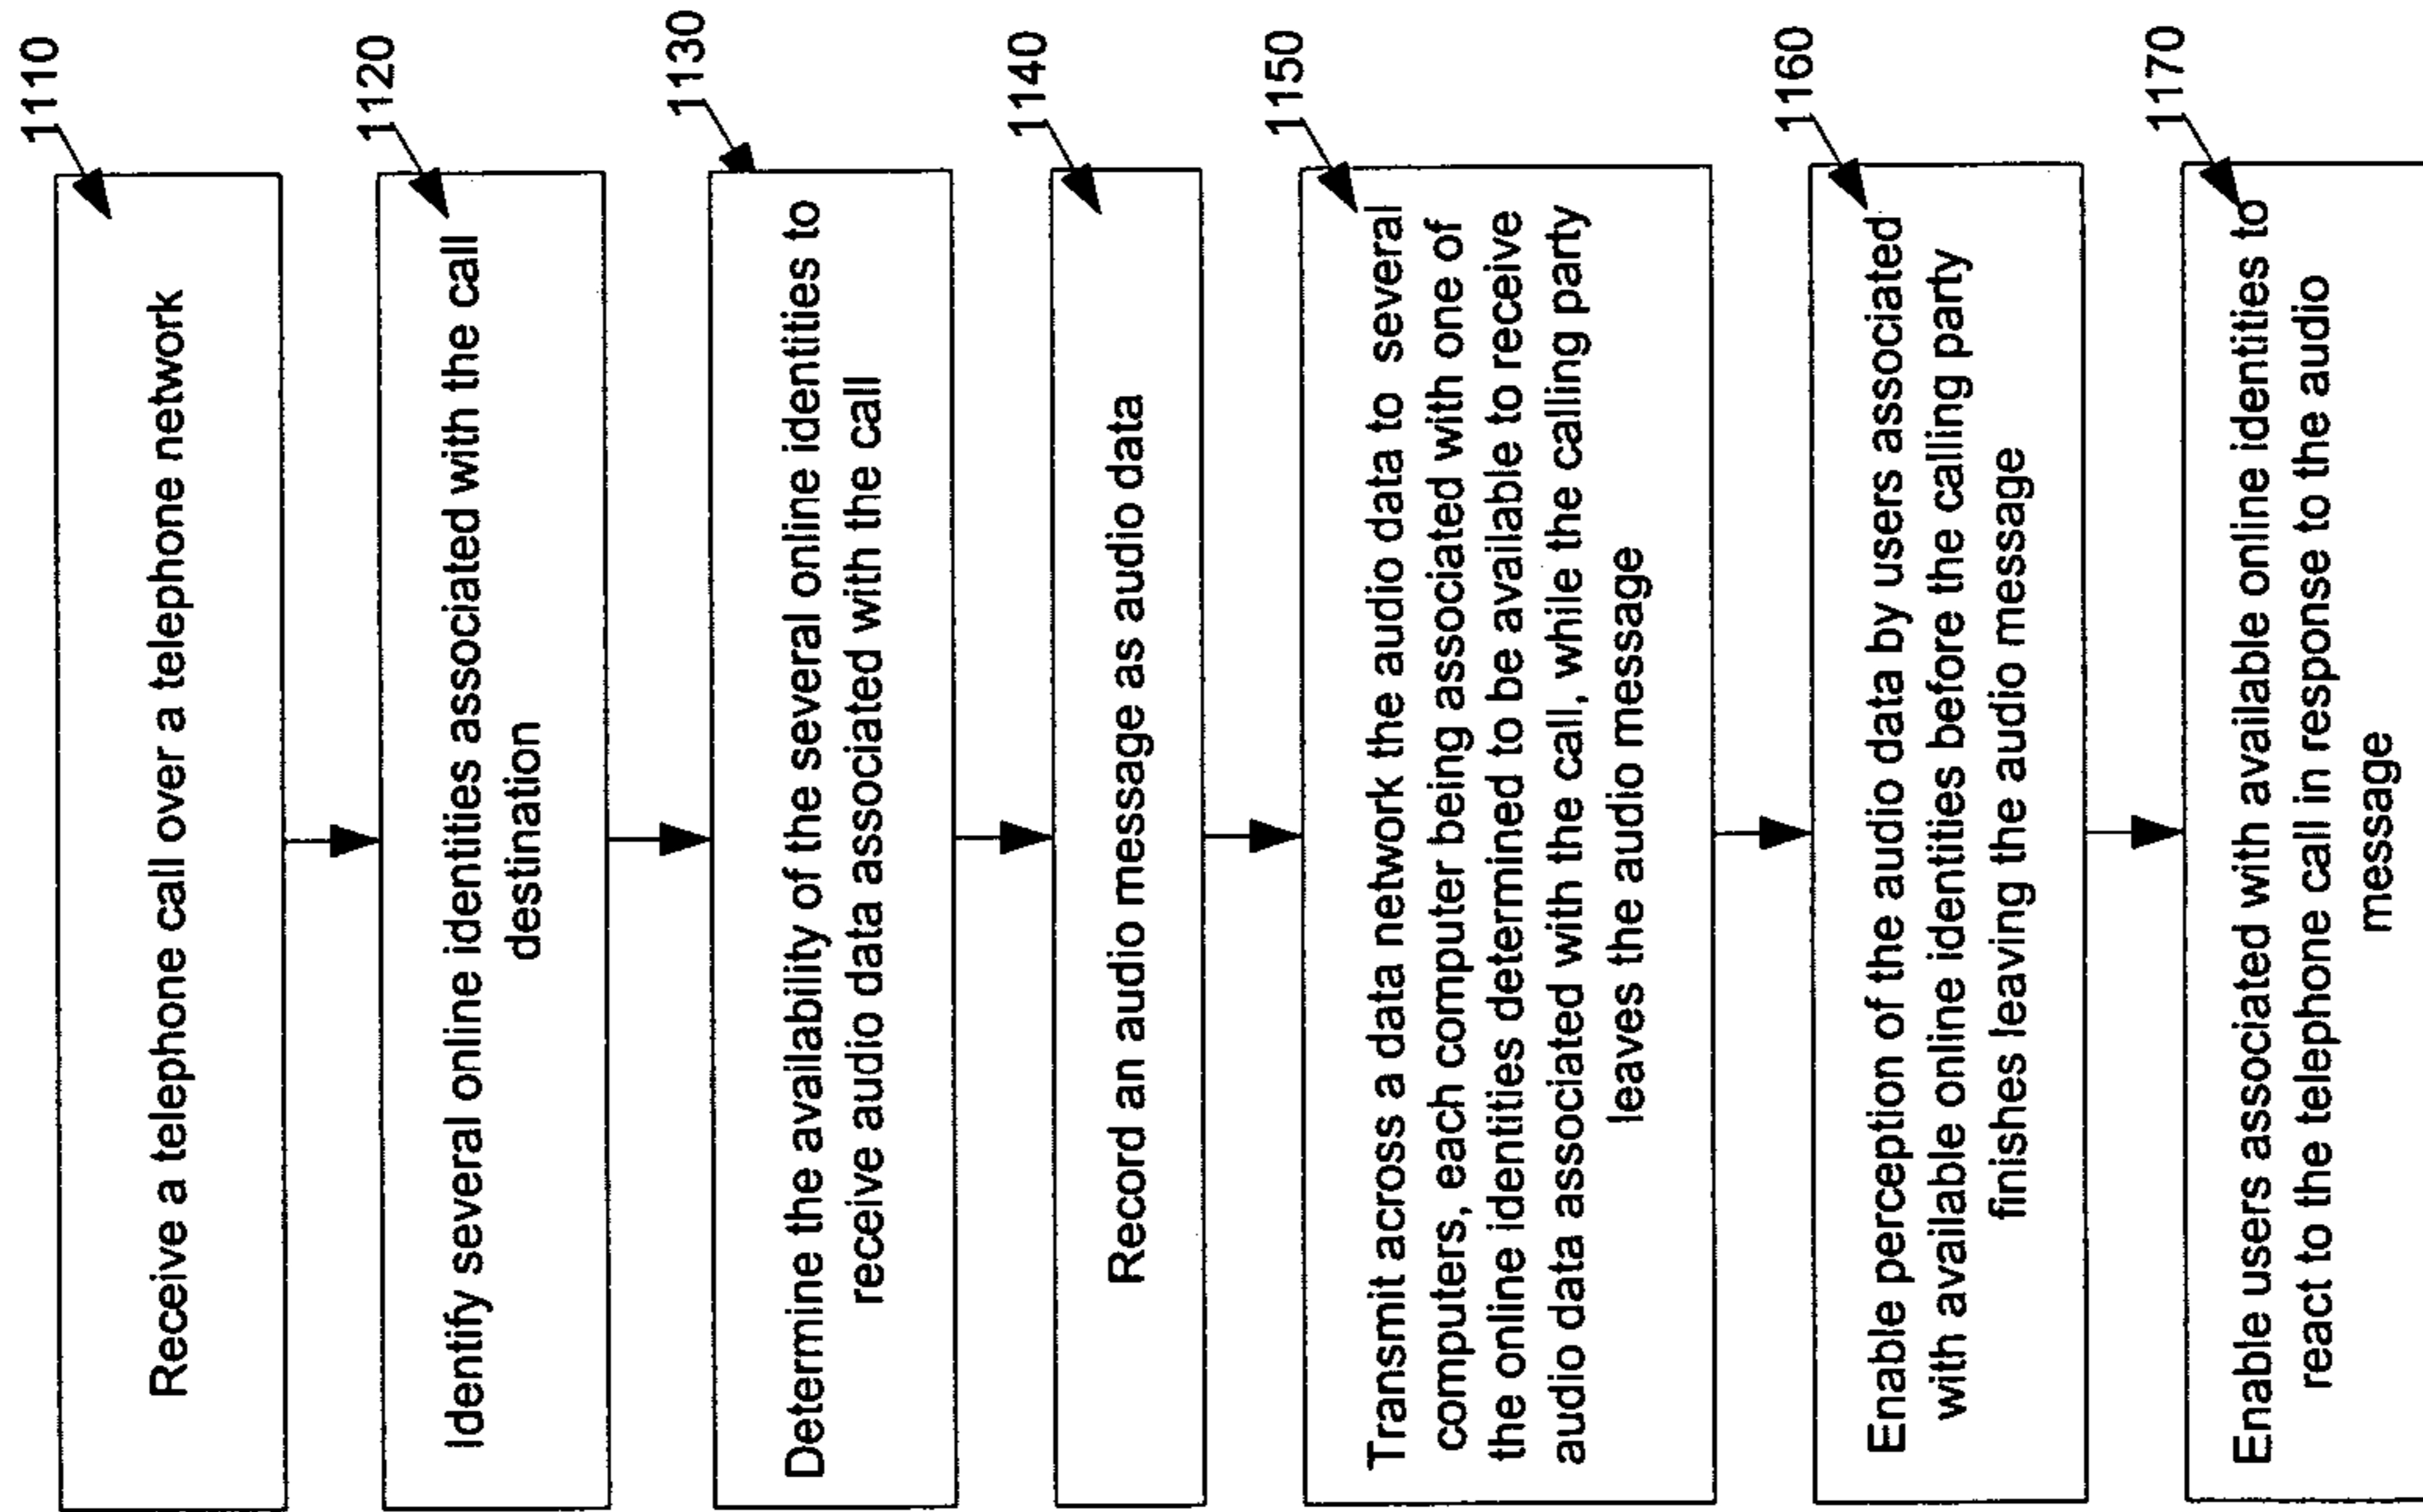 1110
Receive a telephone call over a telephone network
1120
Identify several online identities associated with the call
destination
1130
Determine the availability of the several online identities to
receive audio data associated with the call
1140
Record an audio message as audio data
1150
Transmit across a data network the audio data to several
computers, each computer being associated with one of
the online identities determined to be available to receive
audio data associated with the call, while the calling party
leaves the audio message
1160
Enable perception of the audio data by users associated
with available online identities before the calling party
finishes leaving the audio message
1170
Enable users associated with available online identities to
react to the telephone call in response to the audio
message